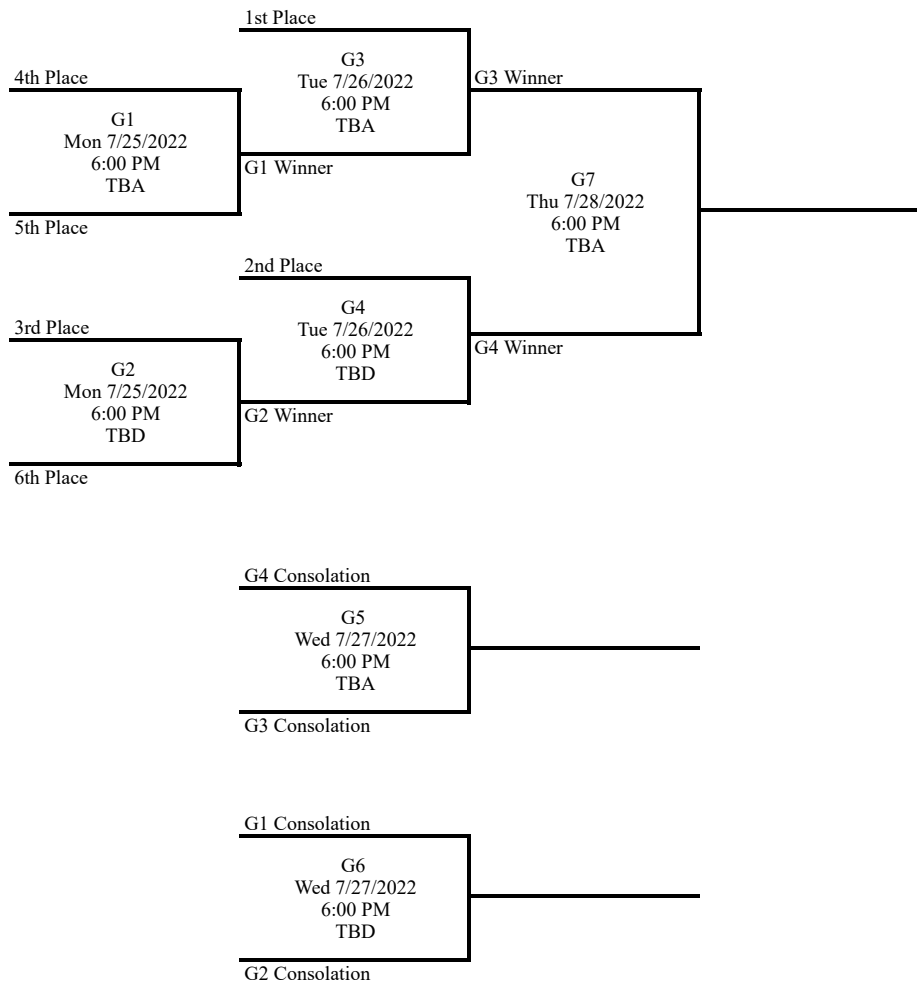 1st Place
G3
Tue 7/26/2022
6:00 PM
TBA
G1 Winner
4th Place
G1
Mon 7/25/2022
6:00 PM
TBA
5th Place
G3 Winner
G7
Thu 7/28/2022
6:00 PM
TBA
G4 Winner
2nd Place
G4
Tue 7/26/2022
6:00 PM
TBD
G2 Winner
3rd Place
G2
Mon 7/25/2022
6:00 PM
TBD
6th Place
G4 Consolation
G5
Wed 7/27/2022
6:00 PM
TBA
G3 Consolation
G1 Consolation
G6
Wed 7/27/2022
6:00 PM
TBD
G2 Consolation